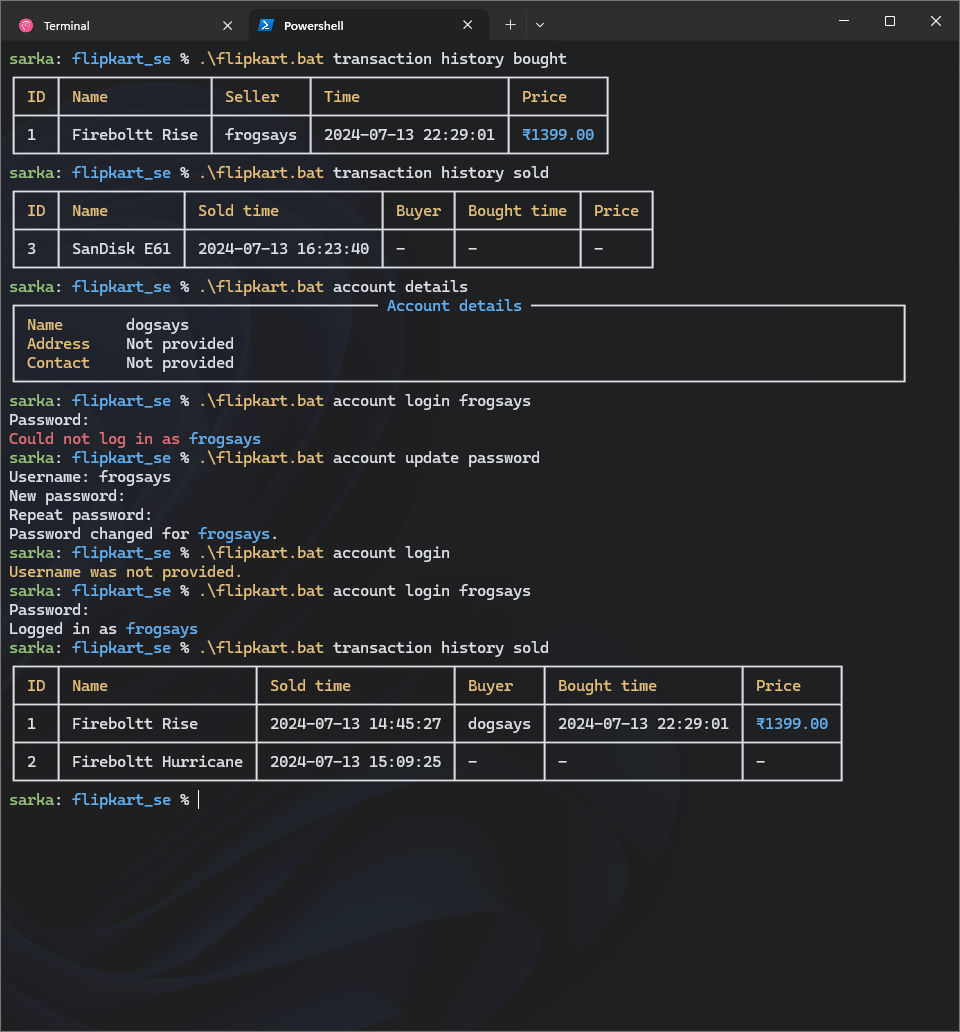 Terminal
Powershell
sarka: flipkart_se % .\flipkart.bat transaction history bought
ID Name Seller Time Price
1 Fireboltt Rise frogsays 2024-07-13 22:29:01 ₹1399.00
sarka: flipkart_se % .\flipkart.bat transaction history sold
ID Name Sold time Buyer Bought time Price
3 SanDisk E61 2024-07-13 16:23:40 - - -
sarka: flipkart_se % .\flipkart.bat account details
Account details
Name dogsays
Address Not provided
Contact Not provided
sarka: flipkart_se % .\flipkart.bat account login frogsays
Password:
Could not log in as frogsays
sarka: flipkart_se % .\flipkart.bat account update password
Username: frogsays
New password:
Repeat password:
Password changed for frogsays.
sarka: flipkart_se % .\flipkart.bat account login
Username was not provided.
sarka: flipkart_se % .\flipkart.bat account login frogsays
Password:
Logged in as frogsays
sarka: flipkart_se % .\flipkart.bat transaction history sold
ID Name Sold time Buyer Bought time Price
1 Fireboltt Rise 2024-07-13 14:45:27 dogsays 2024-07-13 22:29:01 ₹1399.00
2 Fireboltt Hurricane 2024-07-13 15:09:25 - - -
sarka: flipkart_se %